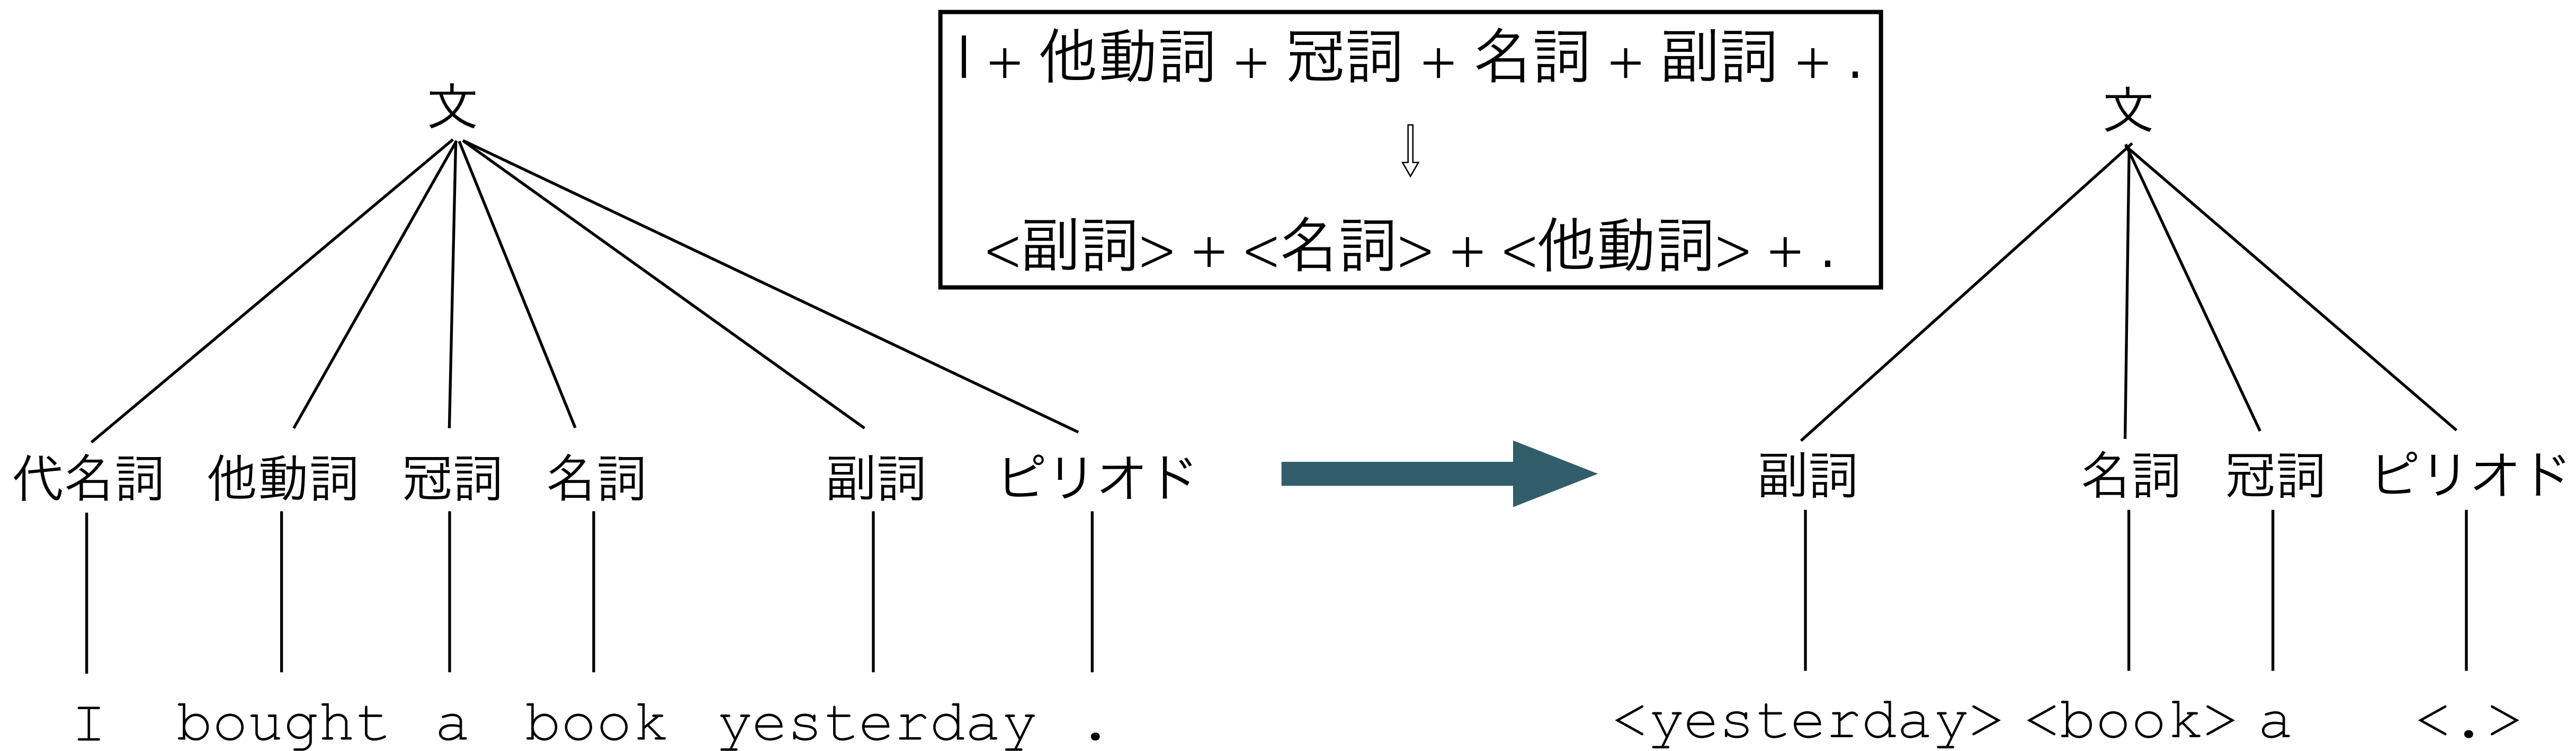 I + 他動詞 + 冠詞 + 名詞 + 副詞 + .
<副詞> + <名詞> + <他動詞> + .
文
代名詞 他動詞 冠詞 名詞 副詞 ピリオド
I bought a book yesterday .
文
副詞 名詞 冠詞 ピリオド
<yesterday> <book> a <.>